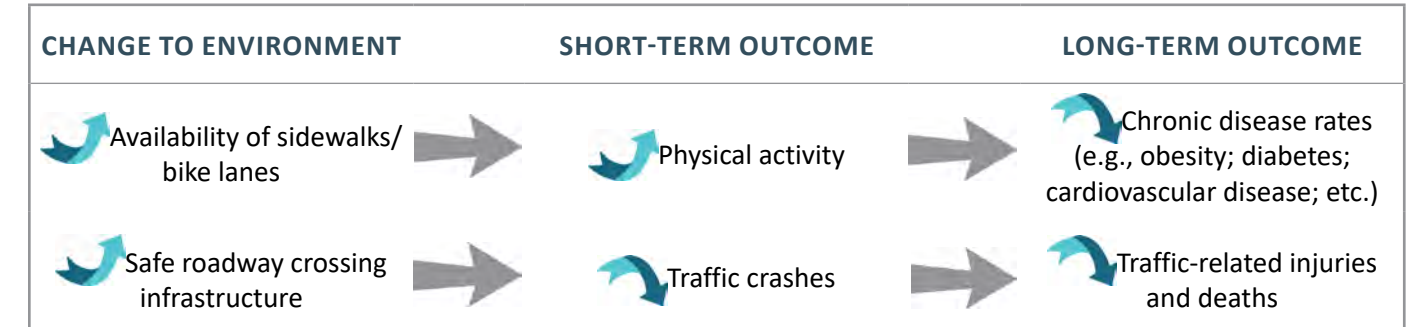 CHANGE TO ENVIRONMENT
SHORT-TERM OUTCOME
LONG-TERM OUTCOME
Availability of sidewalks/
bike lanes
Physical activity
Chronic disease rates
(e.g., obesity; diabetes;
cardiovascular disease; etc.)
Safe roadway crossing
infrastructure
Traffic crashes
Traffic-related injuries
and deaths